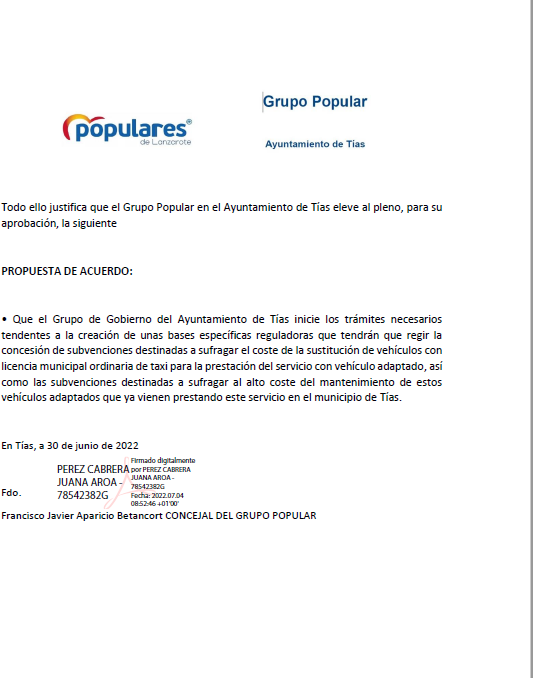 populares®
de Lanzarote
Grupo Popular
Ayuntamiento de Tias
Todo ello justifica que el Grupo Popular en el Ayuntamiento de Tías eleve al pleno, para su
aprobación, la siguiente
PROPUESTA DE ACUERDO:
• Que el Grupo de Gobierno del Ayuntamiento de Tías inicie los trámites necesarios
tendentes a la creación de unas bases específicas reguladoras que tendrán que regir la
concesión de subvenciones destinadas a sufragar el coste de la sustitución de vehículos con
licencia municipal ordinaria de taxi para la prestación del servicio con vehículo adaptado, así
como las subvenciones destinadas a sufragar al alto coste del mantenimiento de estos
vehículos adaptados que ya vienen prestando este servicio en el municipio de Tías.
En Tías, a 30 de junio de 2022
PEREZ CABRERA
JUANA AROA -
78542382G
Firmado digitalmente
por PEREZ CABRERA
JUANA AROA -
78542382G
Fecha: 2022.07.04
08:52:46 +01'00'
Fdo.
Francisco Javier Aparicio Betancort CONCEJAL DEL GRUPO POPULAR